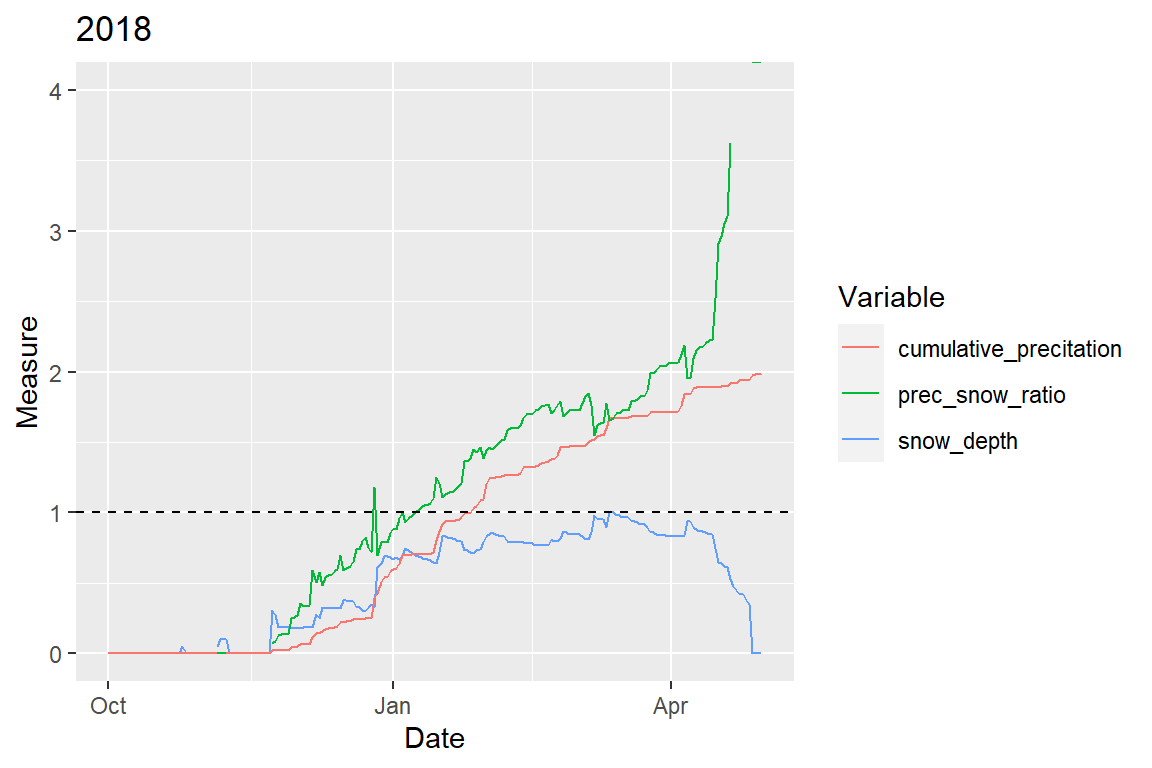 2018
4
3
2
1
0
Measure
Oct
Jan
Apr
Date
Variable
cumulative_precitation
prec_snow_ratio
snow_depth